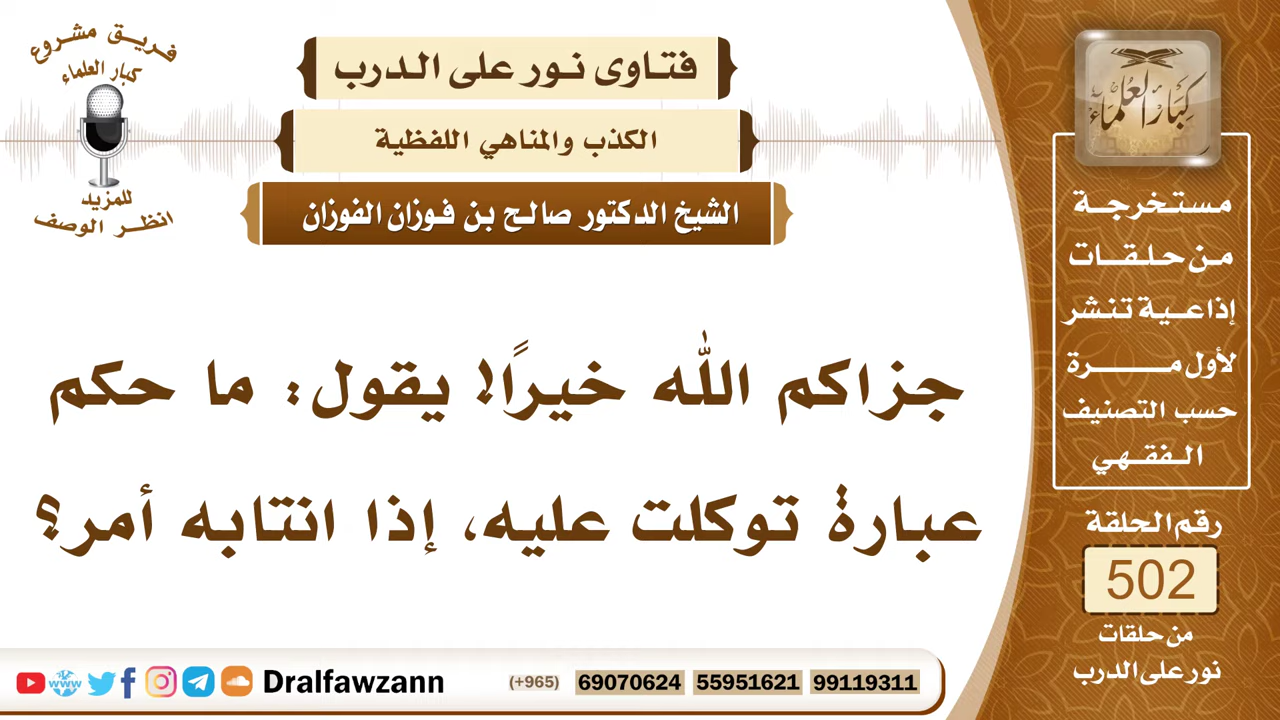 فريق مشروع
كبار العلماء
للمزيد
انظر الوصف
فتاوى نور على الدرب
الكذب والمناهي اللفظية
الشيخ الدكتور صالح بن فوزان الفوزان
جزاكم الله خيرًا! يقول: ما حكم
عبارة توكلت عليه، إذا انتابه أمر؟
كبار العلماء
مستخرجة
من حلقات
إذاعية تنشر
لأول مرة
حسب التصنيف
الفقهي
رقم الحلقة
502
من حلقات
نور على الدرب
www Dralfawzann (+965) 69070624 55951621 99119311